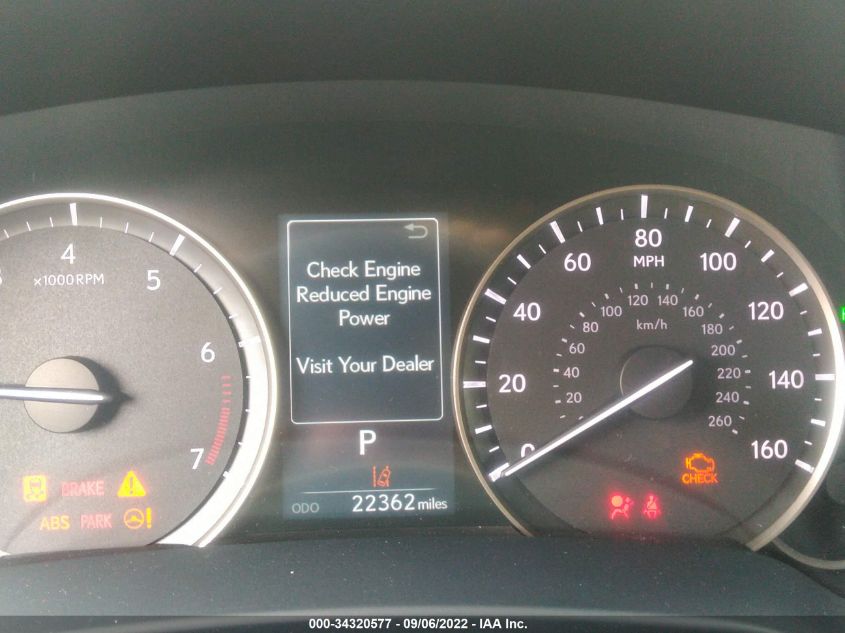 4
×1000 RPM
5
6
7
BRAKE
ABS PARK
Check Engine
Reduced Engine
Power
Visit Your Dealer
P
ODO 22362 miles
0
20
40
60
80
100
120
140
160
MPH
km/h
20
40
60
80
100
120
140
160
180
200
220
240
260
CHECK
000-34320577 - 09/06/2022 - IAA Inc.